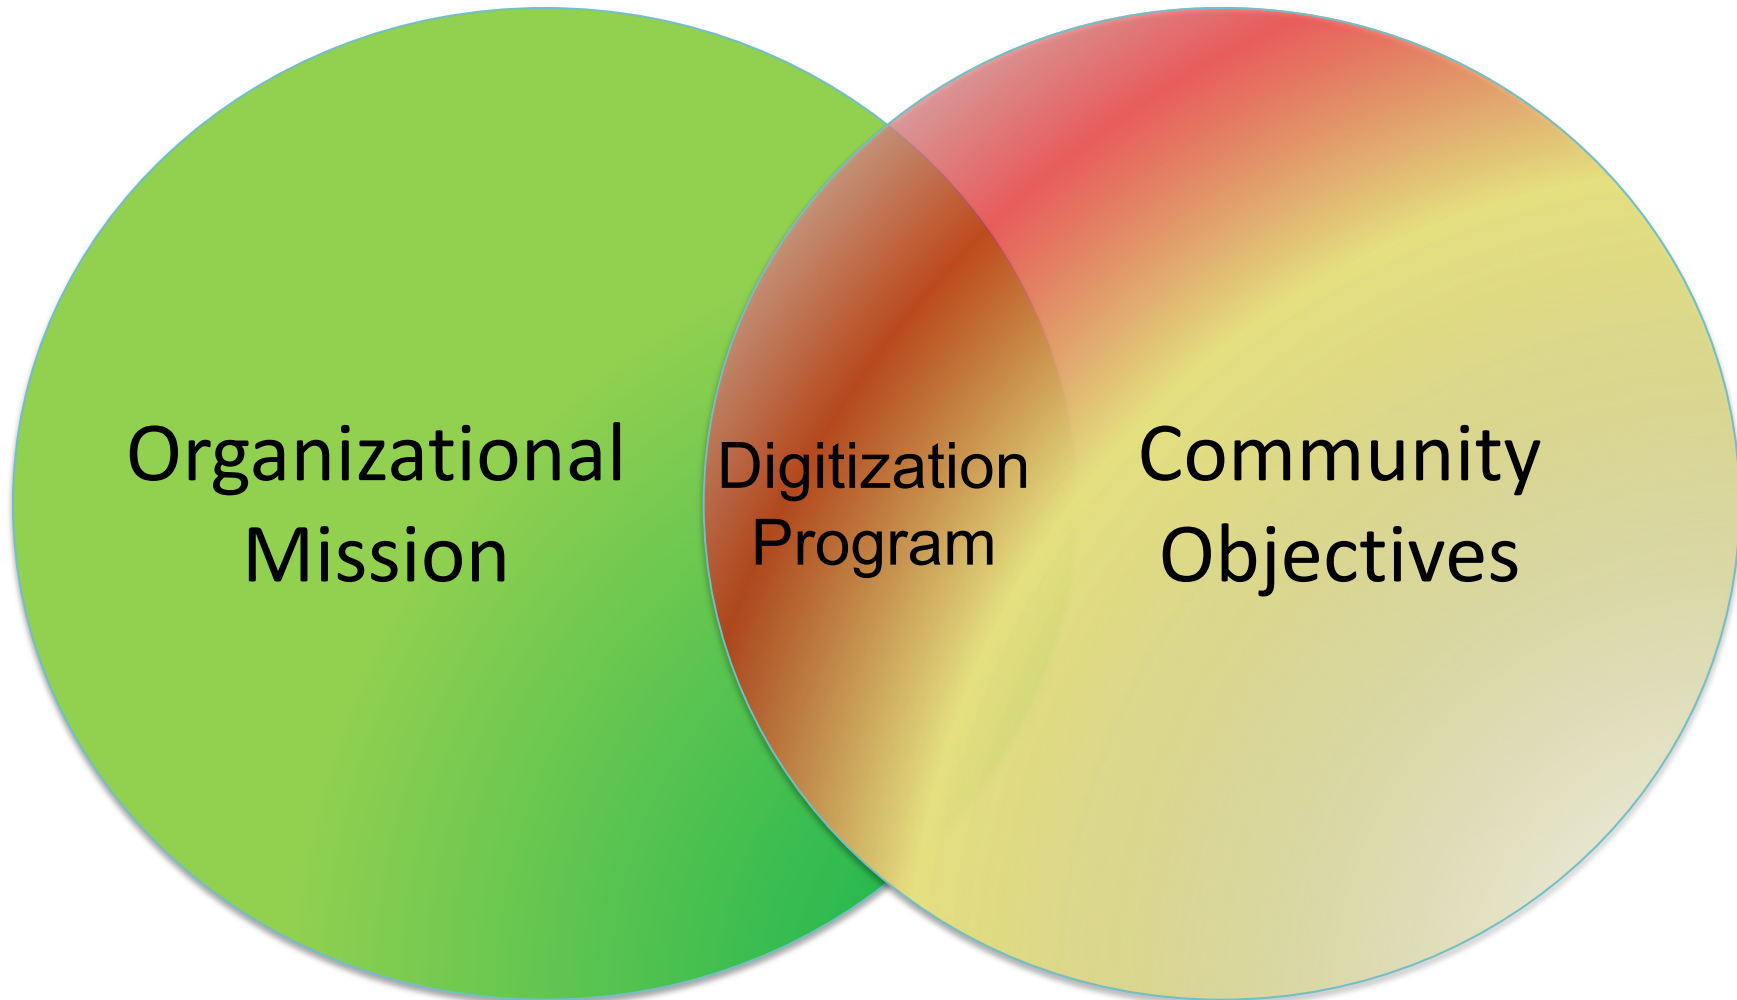 Organizational
Mission
Digitization
Program
Community
Objectives